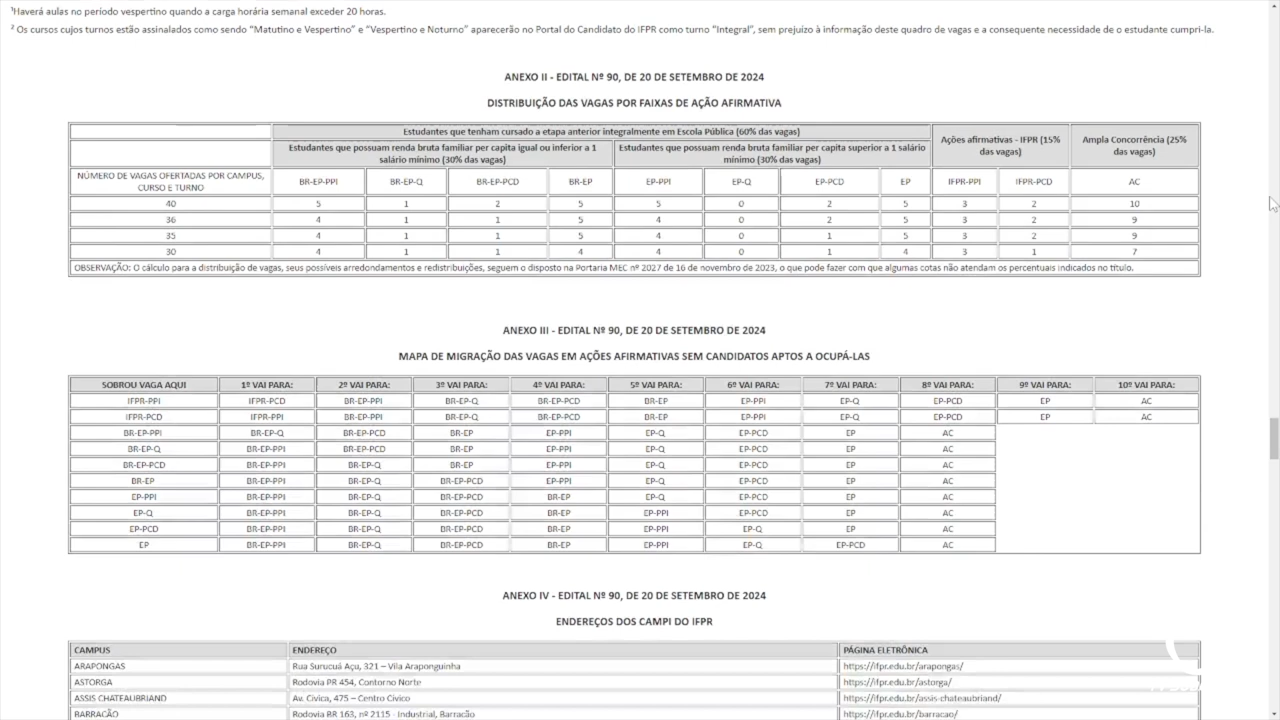 ¹Haverá aulas no período vespertino quando a carga horária semanal exceder 20 horas.
² Os cursos cujos turnos estão assinalados como sendo "Matutino e Vespertino" e "Vespertino e Noturno" aparecerão no Portal do Candidato do IFPR como turno "Integral", sem prejuizo à informação deste quadro de vagas e a consequente necessidade de o estudante cumpri-la.
ANEXO II - EDITAL Nº 90, DE 20 DE SETEMBRO DE 2024
DISTRIBUIÇÃO DAS VAGAS POR FAIXAS DE AÇÃO AFIRMATIVA
Estudantes que tenham cursado a etapa anterior integralmente em Escola Pública (60% das vagas)
Ações afirmativas - IFPR (15% das vagas)
Ampla Concorrência (25% das vagas)
Estudantes que possuam renda bruta familiar per capita igual ou inferior a 1 salário mínimo (30% das vagas)
Estudantes que possuam renda bruta familiar per capita superior a 1 salário mínimo (30% das vagas)
NÚMERO DE VAGAS OFERTADAS POR CAMPUS, CURSO E TURNO BR-EP-PPI BR-EP-Q BR-EP-PCD BR-EP EP-PPI EP-Q EP-PCD EP IFPR-PPI IFPR-PCD AC
40 5 1 2 5 5 0 2 5 3 2 10
36 4 1 1 5 4 0 2 5 3 2 9
35 4 1 1 5 4 0 1 5 3 2 9
30 4 1 1 4 4 0 1 4 3 1 7
OBSERVAÇÃO: O cálculo para a distribuição de vagas, seus possíveis arredondamentos e redistribuições, seguem o disposto na Portaria MEC nº 2027 de 16 de novembro de 2023, o que pode fazer com que algumas cotas não atendam os percentuais indicados no título.
ANEXO III - EDITAL Nº 90, DE 20 DE SETEMBRO DE 2024
MAPA DE MIGRAÇÃO DAS VAGAS EM AÇÕES AFIRMATIVAS SEM CANDIDATOS APTOS A OCUPÁ-LAS
SOBROU VAGA AQUI 1º VAI PARA: 2º VAI PARA: 3º VAI PARA: 4º VAI PARA: 5º VAI PARA: 6º VAI PARA: 7º VAI PARA: 8º VAI PARA: 9º VAI PARA: 10º VAI PARA:
IFPR-PPI IFPR-PCD BR-EP-PPI BR-EP-Q BR-EP-PCD BR-EP EP-PPI EP-Q EP-PCD EP AC
IFPR-PCD IFPR-PPI BR-EP-PPI BR-EP-Q BR-EP-PCD BR-EP EP-PPI EP-Q EP-PCD EP AC
BR-EP-PPI BR-EP-Q BR-EP-PCD BR-EP EP-PPI EP-Q EP-PCD EP AC
BR-EP-Q BR-EP-PPI BR-EP-PCD BR-EP EP-PPI EP-Q EP-PCD EP AC
BR-EP-PCD BR-EP-PPI BR-EP-Q BR-EP EP-PPI EP-Q EP-PCD EP AC
BR-EP BR-EP-PPI BR-EP-Q BR-EP-PCD EP-PPI EP-Q EP-PCD EP AC
EP-PPI BR-EP-PPI BR-EP-Q BR-EP-PCD BR-EP EP-Q EP-PCD EP AC
EP-Q BR-EP-PPI BR-EP-Q BR-EP-PCD BR-EP EP-PPI EP-PCD EP AC
EP-PCD BR-EP-PPI BR-EP-Q BR-EP-PCD BR-EP EP-PPI EP-Q EP AC
EP BR-EP-PPI BR-EP-Q BR-EP-PCD BR-EP EP-PPI EP-Q EP-PCD AC
ANEXO IV - EDITAL Nº 90, DE 20 DE SETEMBRO DE 2024
ENDEREÇOS DOS CAMPI DO IFPR
CAMPUS ENDEREÇO PÁGINA ELETRÔNICA
ARAPONGAS Rua Surucuá Açu, 321 – Vila Araponguinha https://ifpr.edu.br/arapongas/
ASTORGA Rodovia PR 454, Contorno Norte https://ifpr.edu.br/astorga/
ASSIS CHATEAUBRIAND Av. Cívica, 475 – Centro Cívico https://ifpr.edu.br/assis-chateaubriand/
BARRACÃO Rodovia BR 163, nº 2115 - Industrial, Barracão https://ifpr.edu.br/barracao/